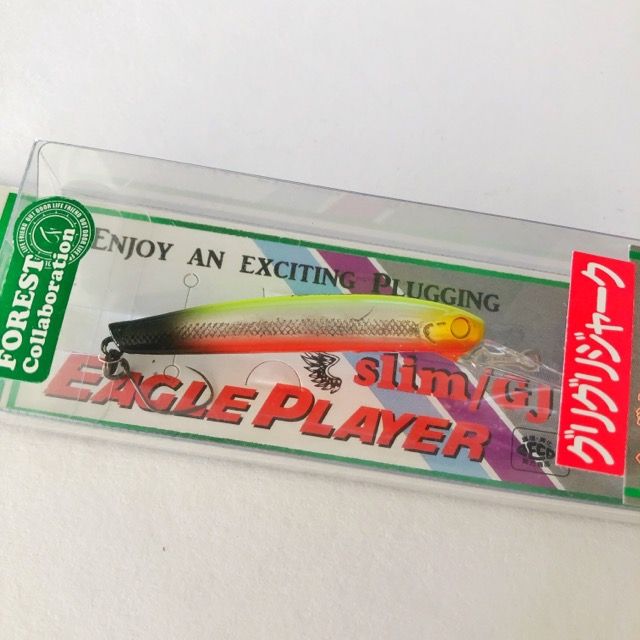 FOREST
Collaboration
ENJOY AN EXCITING PLUGGING
slim/GJ
EAGLE PLAYER
グリグリジャーク